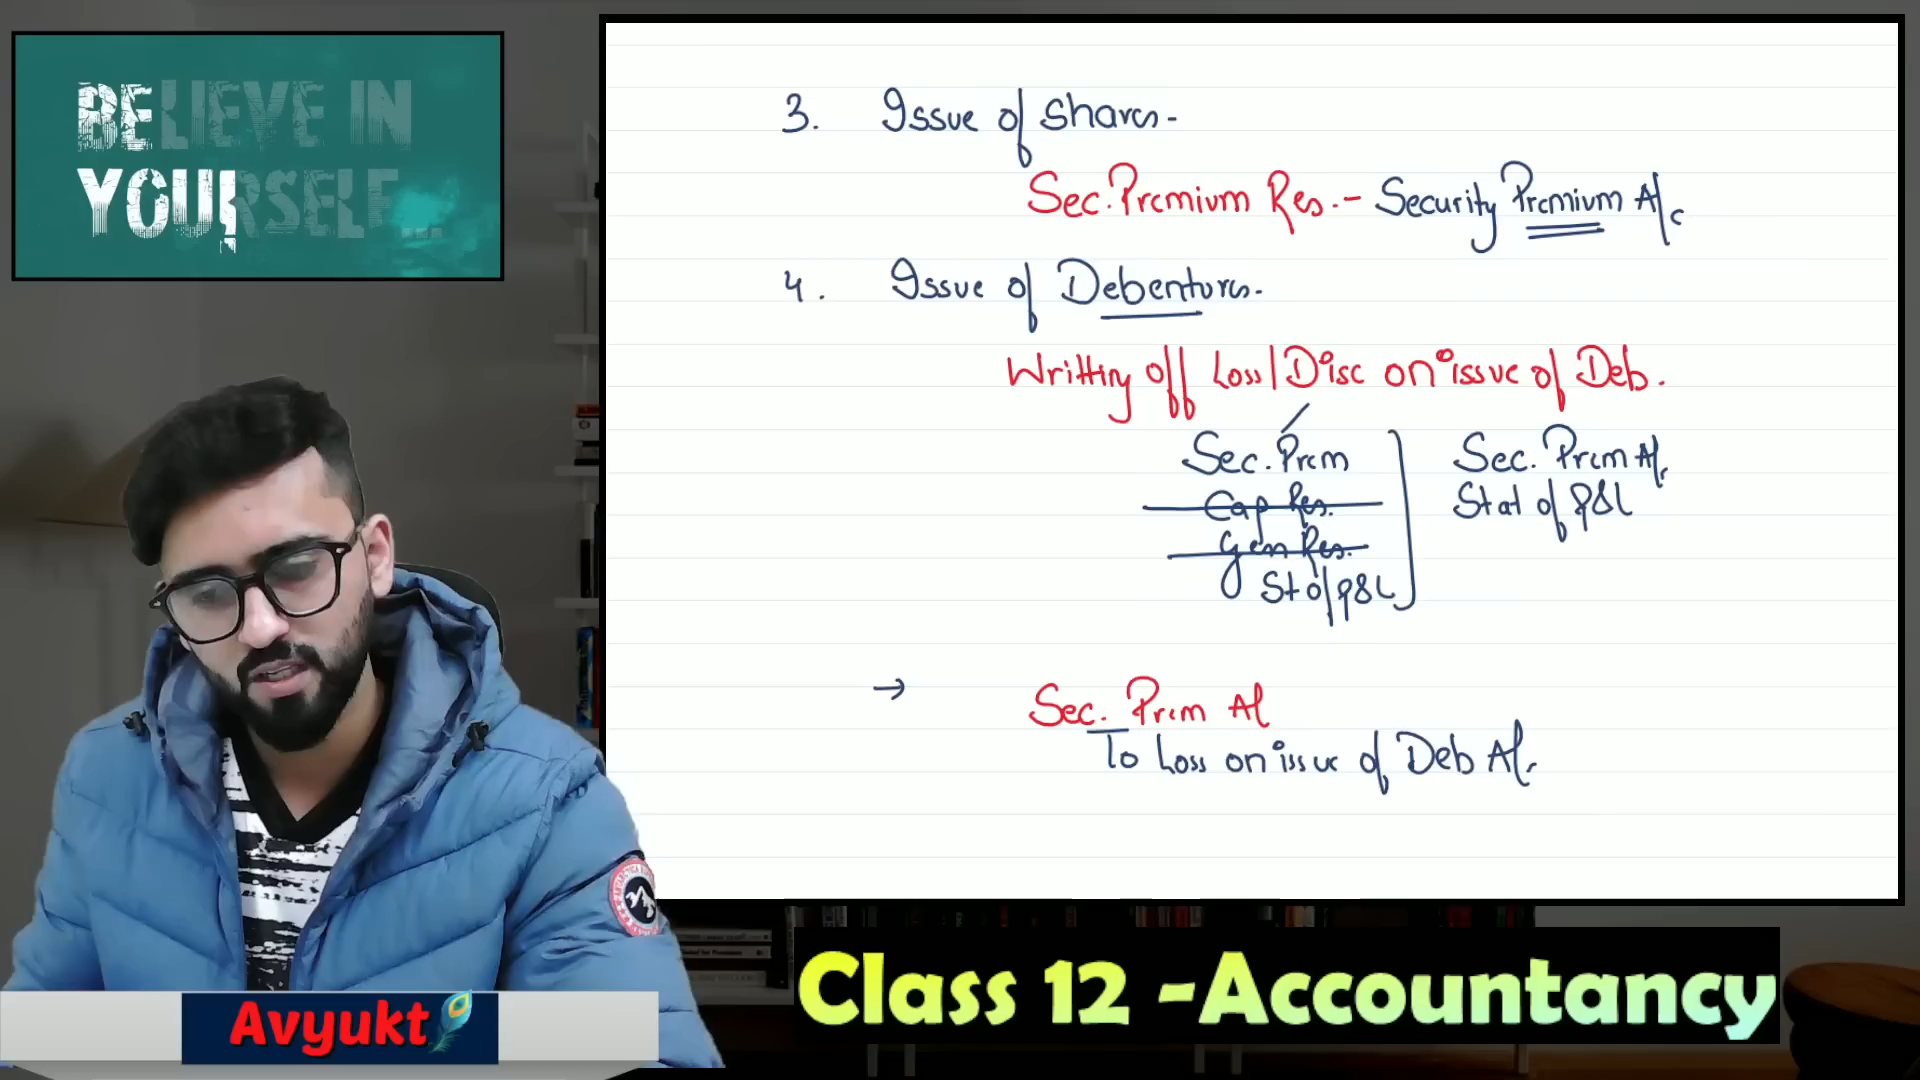 BELIEVE IN
YOURSELF...
3. Issue of shares-
Sec. Premium Res. - Security Premium A/c
4. Issue of Debentures.
Writting off Loss/Disc on issue of Deb.
Sec. Prem
Cap Res.
Gen Res.
St of P&L
Sec. Prem A/c
Stat of P&L
→ Sec. Prem A/
To Loss on issue of Deb A/c
Class 12 -Accountancy
Avyukt